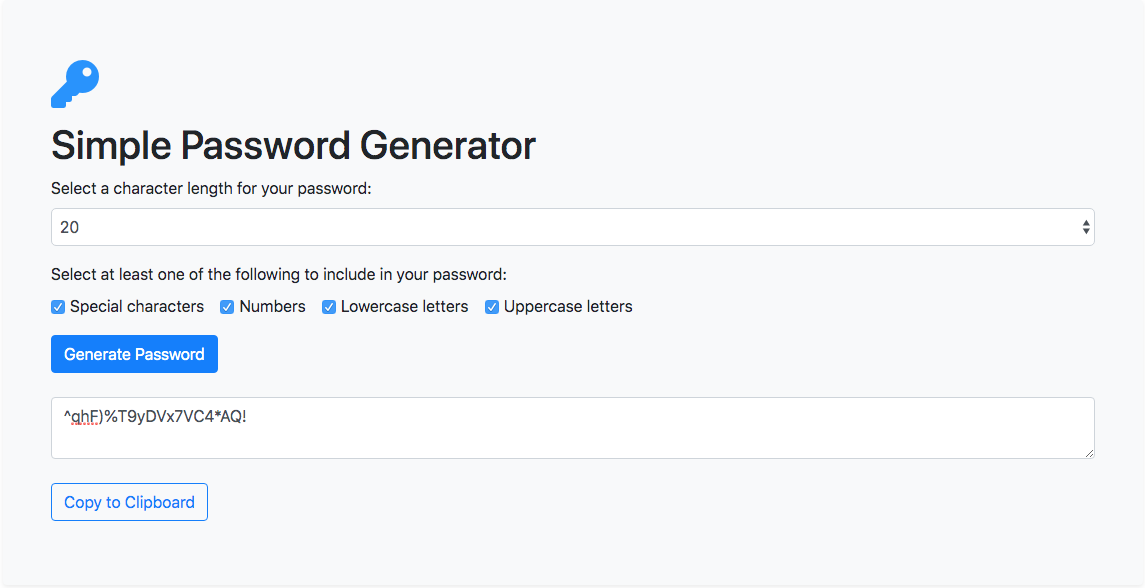 Simple Password Generator
Select a character length for your password:
20
Select at least one of the following to include in your password:
Special characters Numbers Lowercase letters Uppercase letters
Generate Password
^qhF)%T9yDVx7VC4*AQ!
Copy to Clipboard